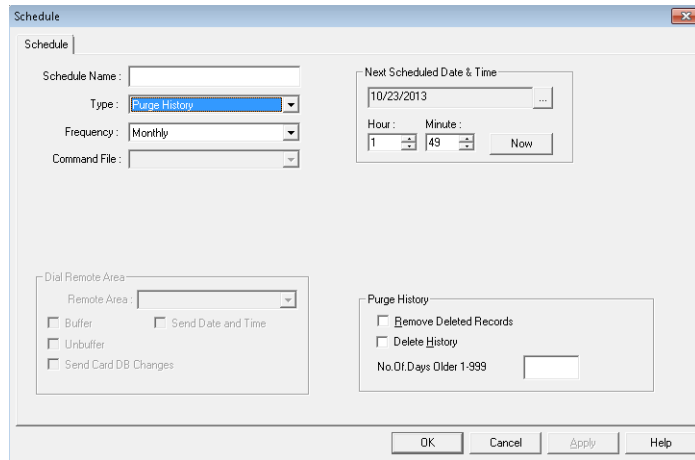 Schedule
Schedule
Schedule Name :
Type : Purge History
Frequency : Monthly
Command File :
Next Scheduled Date & Time
10/23/2013 ...
Hour : Minute :
1 49 Now
Dial Remote Area
Remote Area :
Buffer Send Date and Time
Unbuffer
Send Card DB Changes
Purge History
Remove Deleted Records
Delete History
No.Of.Days Older 1-999
OK Cancel Apply Help